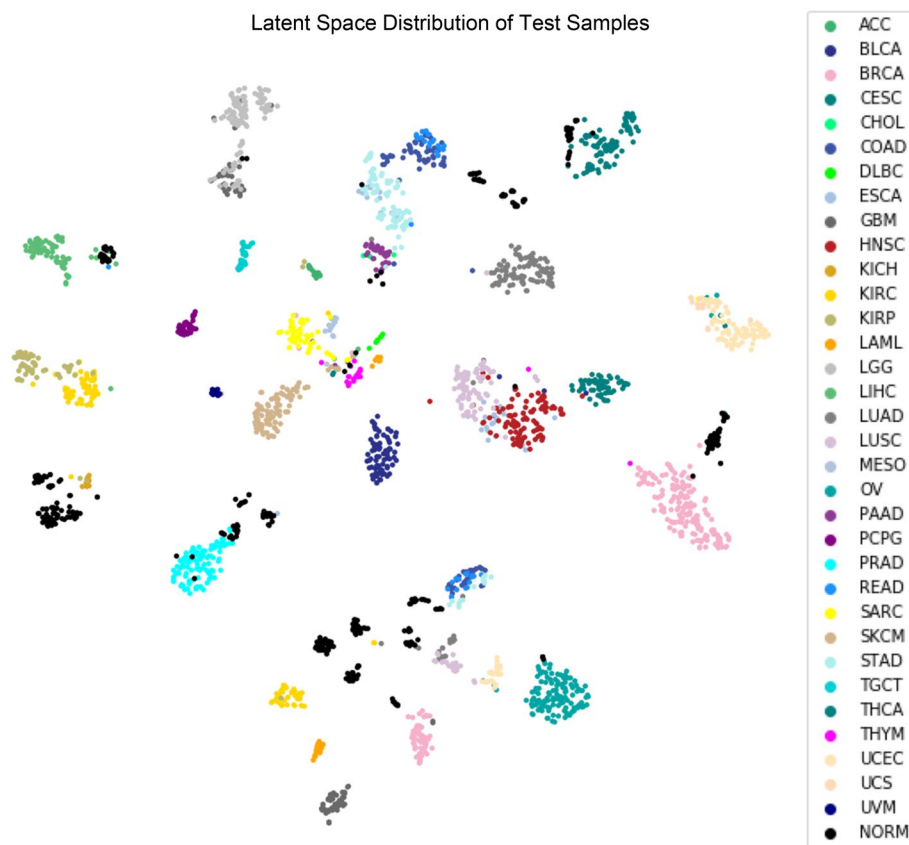 Latent Space Distribution of Test Samples
ACC
BLCA
BRCA
CESC
CHOL
COAD
DLBC
ESCA
GBM
HNSC
KICH
KIRC
KIRP
LAML
LGG
LIHC
LUAD
LUSC
MESO
OV
PAAD
PCPG
PRAD
READ
SARC
SKCM
STAD
TGCT
THCA
THYM
UCEC
UCS
UVM
NORM